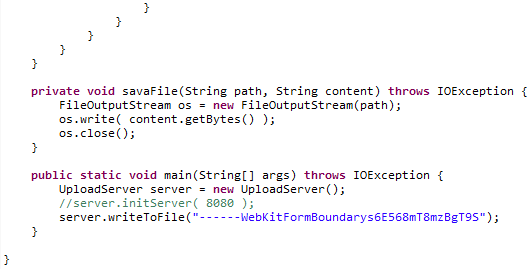 }
                }
            }
        }
    }

    private void savaFile(String path, String content) throws IOException {
        FileOutputStream os = new FileOutputStream(path);
        os.write( content.getBytes() );
        os.close();
    }

    public static void main(String[] args) throws IOException {
        UploadServer server = new UploadServer();
        //server.initServer( 8080 );
        server.writeToFile("------WebKitFormBoundarys6E568mT8mzBgT9S");
    }

}